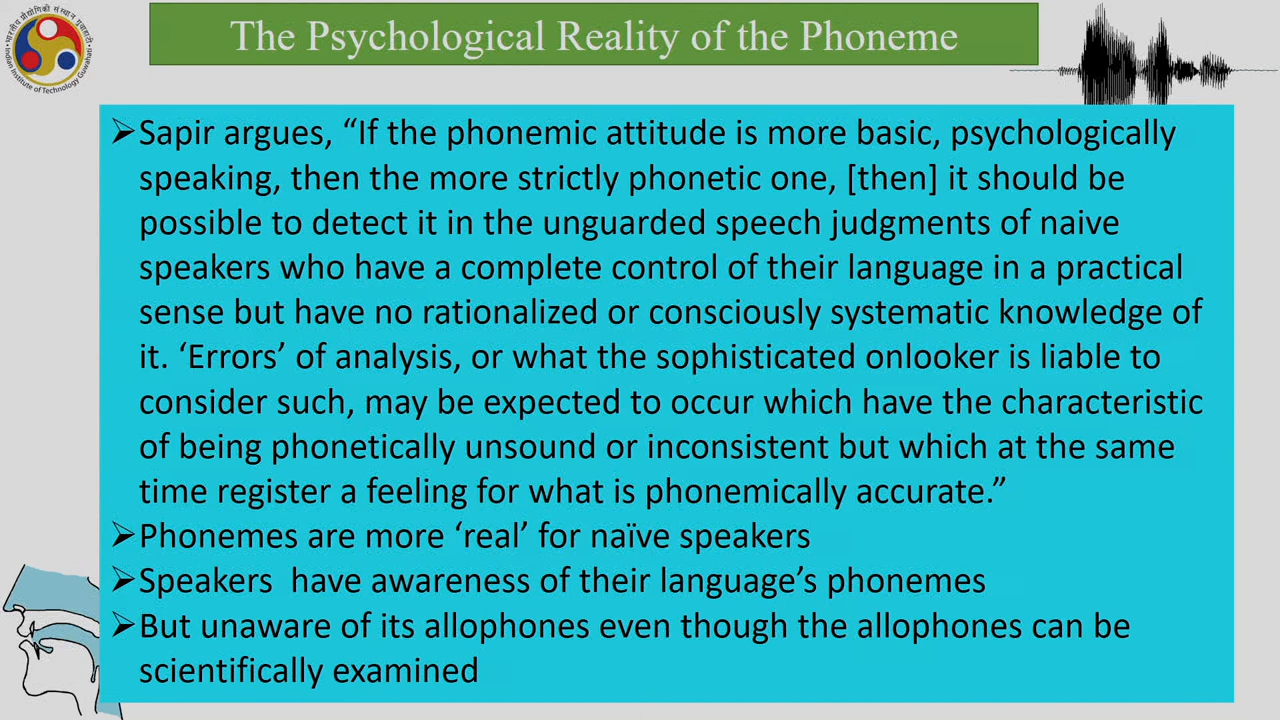 The Psychological Reality of the Phoneme
भारतीय प्रौद्योगिकी संस्थान गुवाहाटी
Indian Institute of Technology Guwahati
➢Sapir argues, “If the phonemic attitude is more basic, psychologically
speaking, then the more strictly phonetic one, [then] it should be
possible to detect it in the unguarded speech judgments of naive
speakers who have a complete control of their language in a practical
sense but have no rationalized or consciously systematic knowledge of
it. ‘Errors’ of analysis, or what the sophisticated onlooker is liable to
consider such, may be expected to occur which have the characteristic
of being phonetically unsound or inconsistent but which at the same
time register a feeling for what is phonemically accurate.”
➢Phonemes are more ‘real’ for naïve speakers
➢Speakers  have awareness of their language’s phonemes
➢But unaware of its allophones even though the allophones can be
scientifically examined